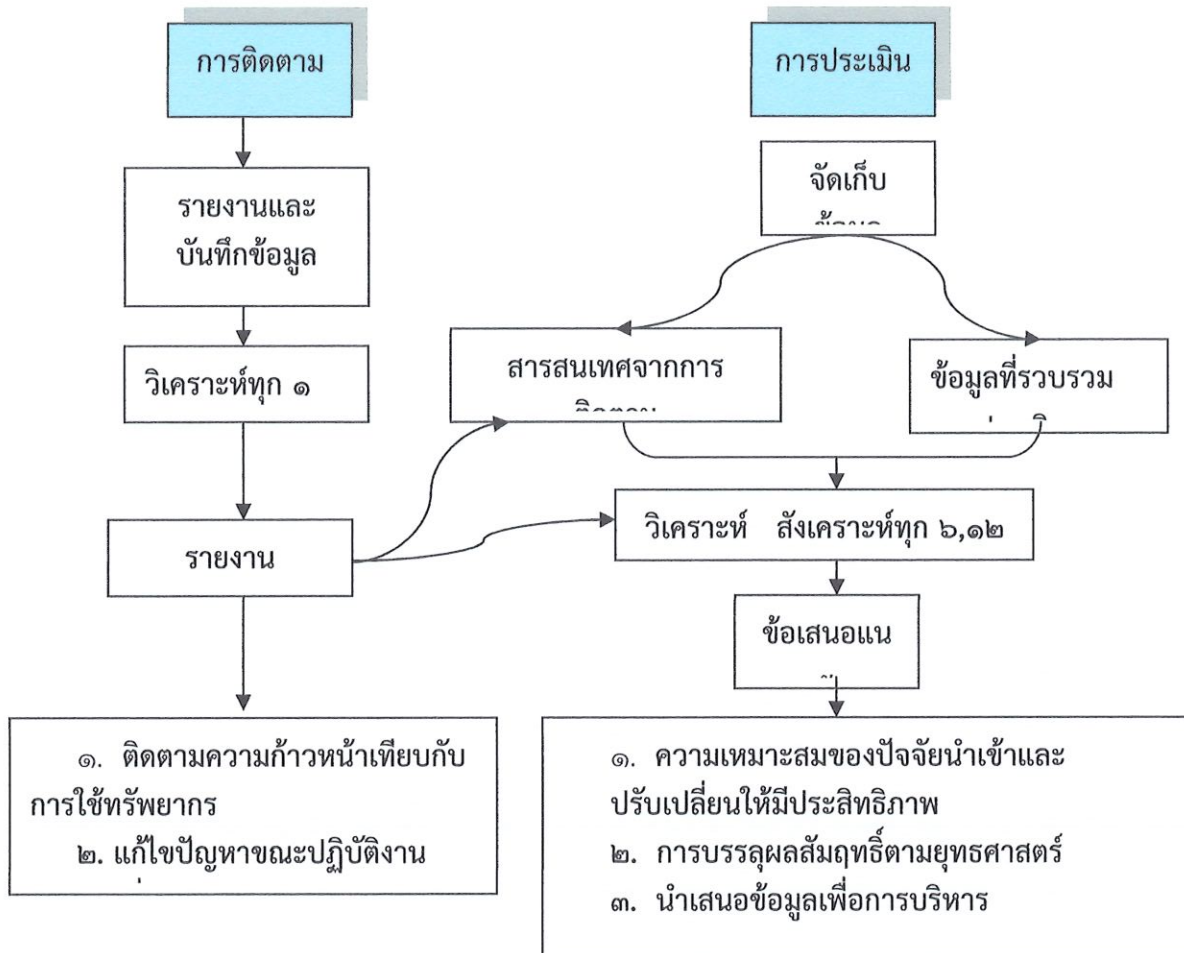 การติดตาม
รายงานและ
บันทึกข้อมูล
วิเคราะห์ทุก ๑
รายงาน
๑. ติดตามความก้าวหน้าเทียบกับ
การใช้ทรัพยากร
๒. แก้ไขปัญหาขณะปฏิบัติงาน
การประเมิน
จัดเก็บ
สารสนเทศจากการ
ข้อมูลที่รวบรวม
วิเคราะห์ สังเคราะห์ทุก ๖,๑๒
ข้อเสนอแน
๑. ความเหมาะสมของปัจจัยนำเข้าและ
ปรับเปลี่ยนให้มีประสิทธิภาพ
๒. การบรรลุผลสัมฤทธิ์ตามยุทธศาสตร์
๓. นำเสนอข้อมูลเพื่อการบริหาร